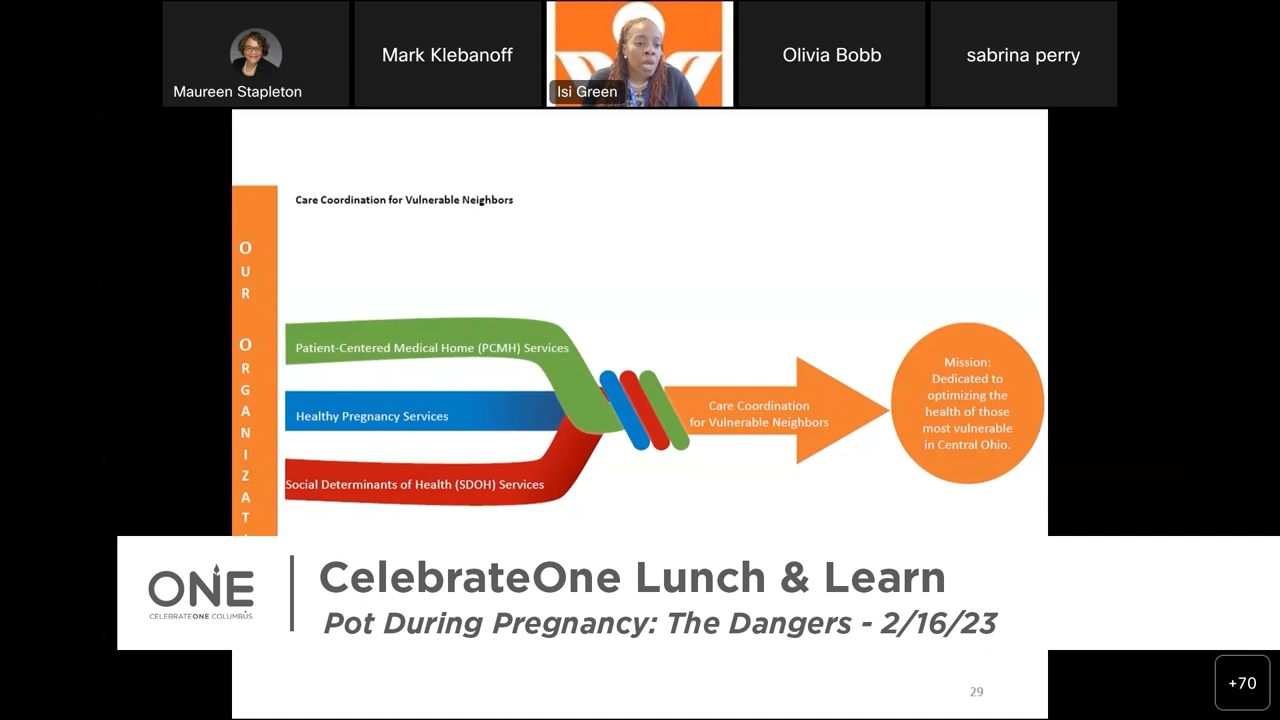 Maureen Stapleton
Mark Klebanoff
Isi Green
Olivia Bobb
sabrina perry
Care Coordination for Vulnerable Neighbors
O
U
R
O
R
G
A
N
I
Z
A
T
Patient-Centered Medical Home (PCMH) Services
Healthy Pregnancy Services
Social Determinants of Health (SDOH) Services
Care Coordination
for Vulnerable Neighbors
Mission:
Dedicated to
optimizing the
health of those
most vulnerable
in Central Ohio.
ONE
CELEBRATEONE COLUMBUS
CelebrateOne Lunch & Learn
Pot During Pregnancy: The Dangers - 2/16/23
29
+70